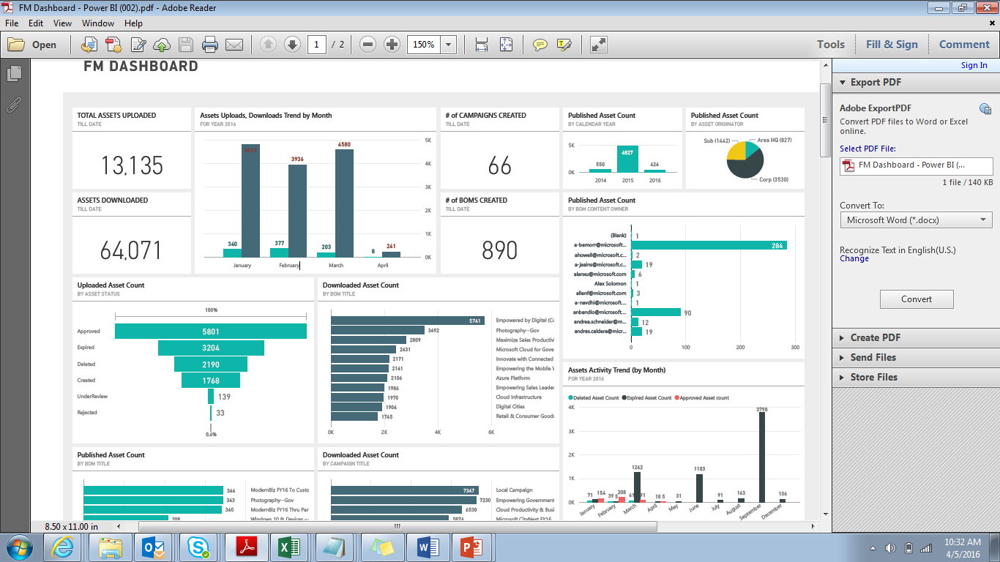 FM Dashboard - Power BI (002).pdf - Adobe Reader
File Edit View Window Help
Open
1 / 2
150%
Tools Fill & Sign Comment
Sign In
FM DASHBOARD
TOTAL ASSETS UPLOADED
TILL DATE
13,135
ASSETS DOWNLOADED
TILL DATE
64,071
Assets Uploads, Downloads Trend by Month
FOR YEAR 2016
5K
4K
3K
2K
1K
0K
340 377 3936 203 4580 8 241
January February March April
# of CAMPAIGNS CREATED
TILL DATE
66
# of BOMS CREATED
TILL DATE
890
Published Asset Count
BY CALENDAR YEAR
5K
0K
550 4827 424
2014 2015 2016
Published Asset Count
BY ASSET ORIGINATOR
Sub (1442) Area HQ (827)
Corp (3530)
Published Asset Count
BY BOM CONTENT OWNER
(Blank) 1
a-bemorr@microsoft... 284
ahowell@microsoft.c... 2
a-jaains@microsoft.c... 19
alanxu@microsoft.com 6
Alex Solomon 1
allenf@microsoft.com 3
a-navdhi@microsoft.... 1
anbandlo@microsoft.... 90
andrea.schneider@m... 12
andres.caldera@micr... 19
0 100 200 300
Uploaded Asset Count
BY ASSET STATUS
100%
Approved 5801
Expired 3204
Deleted 2190
Created 1768
UnderReview 139
Rejected 33
0.6%
Downloaded Asset Count
BY BOM TITLE
5741 Empowered by Digital (Co
3492 Photography--Gov
2809 Maximize Sales Productiv
2431 Microsoft Cloud for Gove
2171 Innovate with Connected
2141 Empowering the Mobile W
2106 Azure Platform
1986 Empowering Sales Leader
1970 Cloud Infrastructure
1904 Digital Cities
1745 Retail & Consumer Goods
0K 2K 4K 6K
Assets Activity Trend (by Month)
FOR YEAR 2016
Deleted Asset Count Expired Asset Count Approved Asset count
4K
3K
2K
1K
0K
71 154 39 5 208 61 1262 91 18 5 31 1183 91 163 3798 136
January February March April May June July August September December
Published Asset Count
BY BOM TITLE
344 ModernBiz FY16 To Custo
343 Photography--Gov
340 ModernBiz FY16 Thru Par
208 Windows 10 & Devices –
Downloaded Asset Count
BY CAMPAIGN TITLE
7347 Local Campaign
7230 Empowering Government
6530 Cloud Productivity & Busi
5876 Microsoft CityNext FY16
Export PDF
Adobe ExportPDF
Convert PDF files to Word or Excel
online.
Select PDF File:
FM Dashboard - Power BI (...
1 file / 140 KB
Convert To:
Microsoft Word (*.docx)
Recognize Text in English(U.S.)
Change
Convert
Create PDF
Send Files
Store Files
8.50 x 11.00 in
10:32 AM
4/5/2016